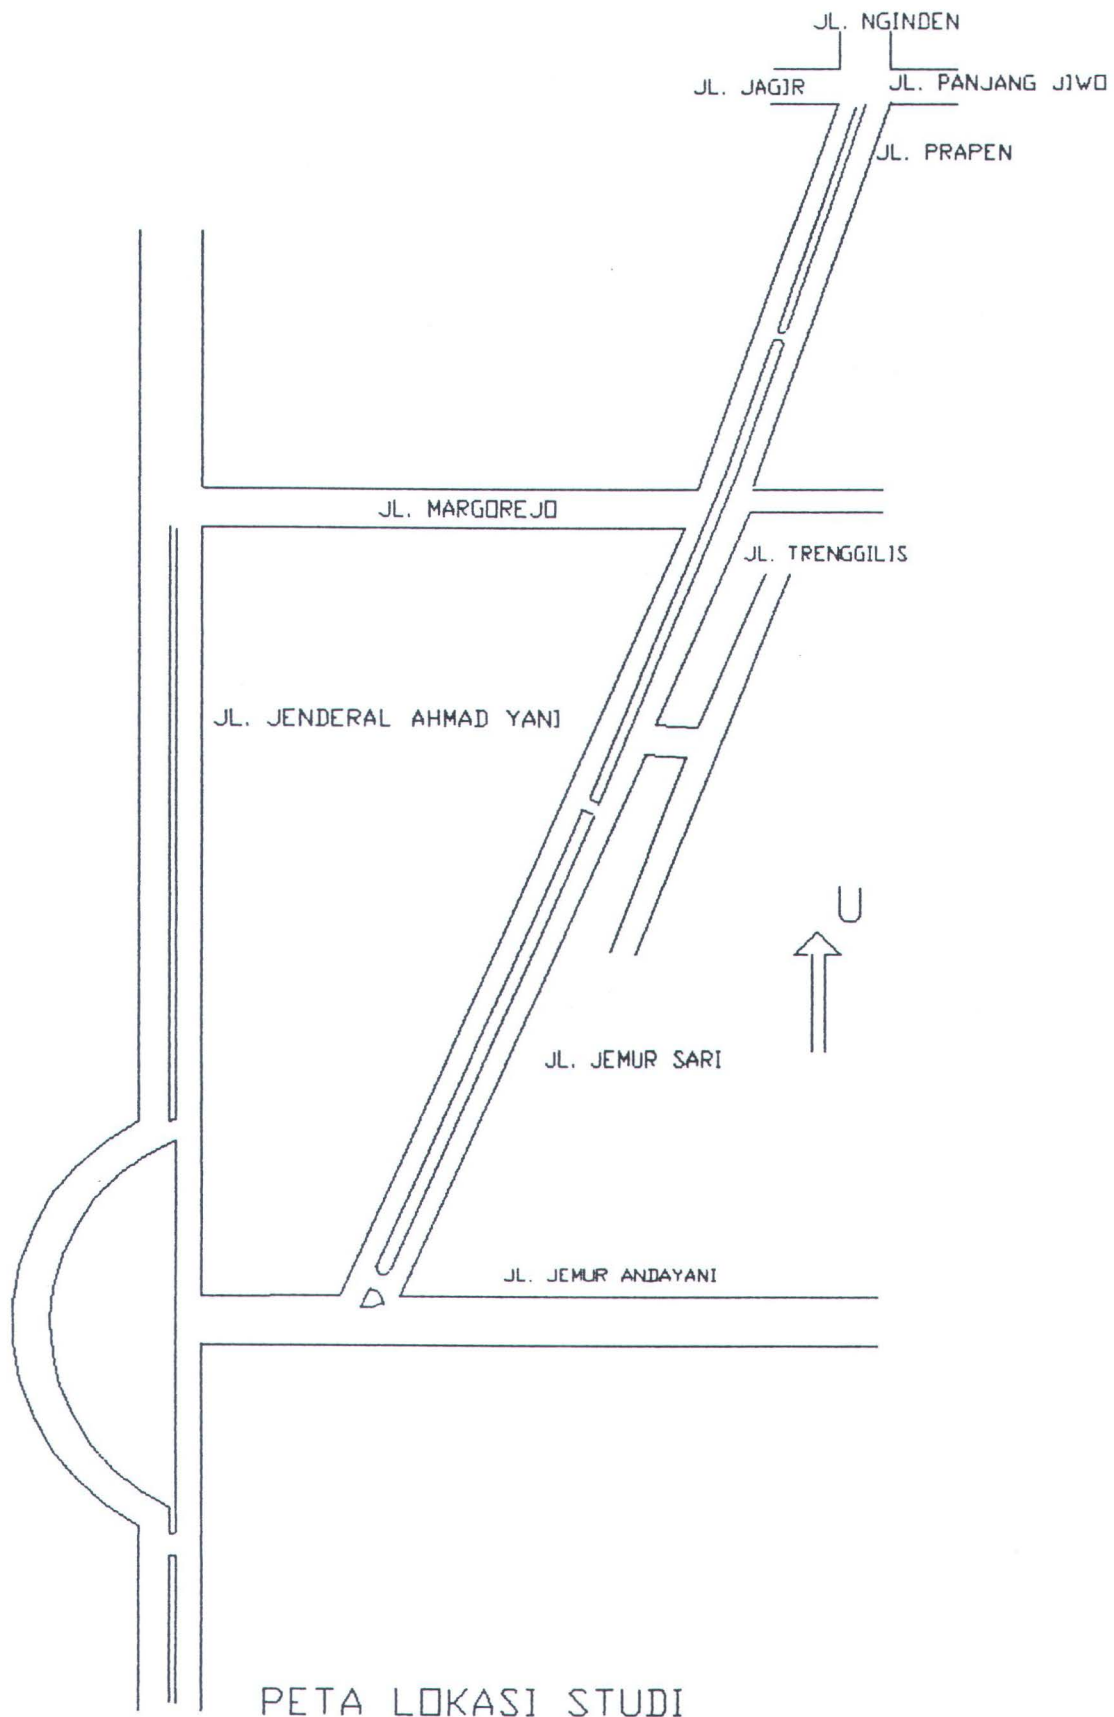 JL. NGINDEN
JL. JAGIR
JL. PANJANG JIWO
JL. PRAPEN
JL. MARGOREJO
JL. TRENGGILIS
JL. JENDERAL AHMAD YANI
U
JL. JEMUR SARI
JL. JEMUR ANDAYANI
PETA LOKASI STUDI